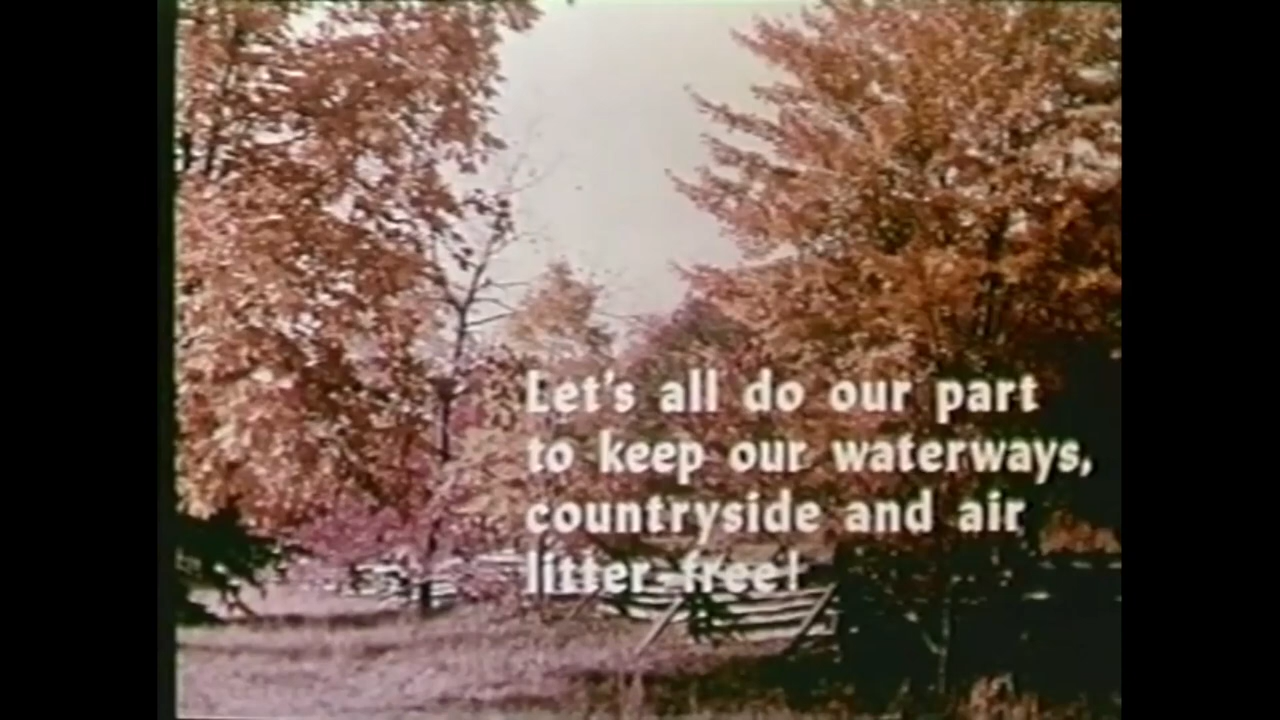 Let's all do our part
to keep our waterways,
countryside and air
litter-free!